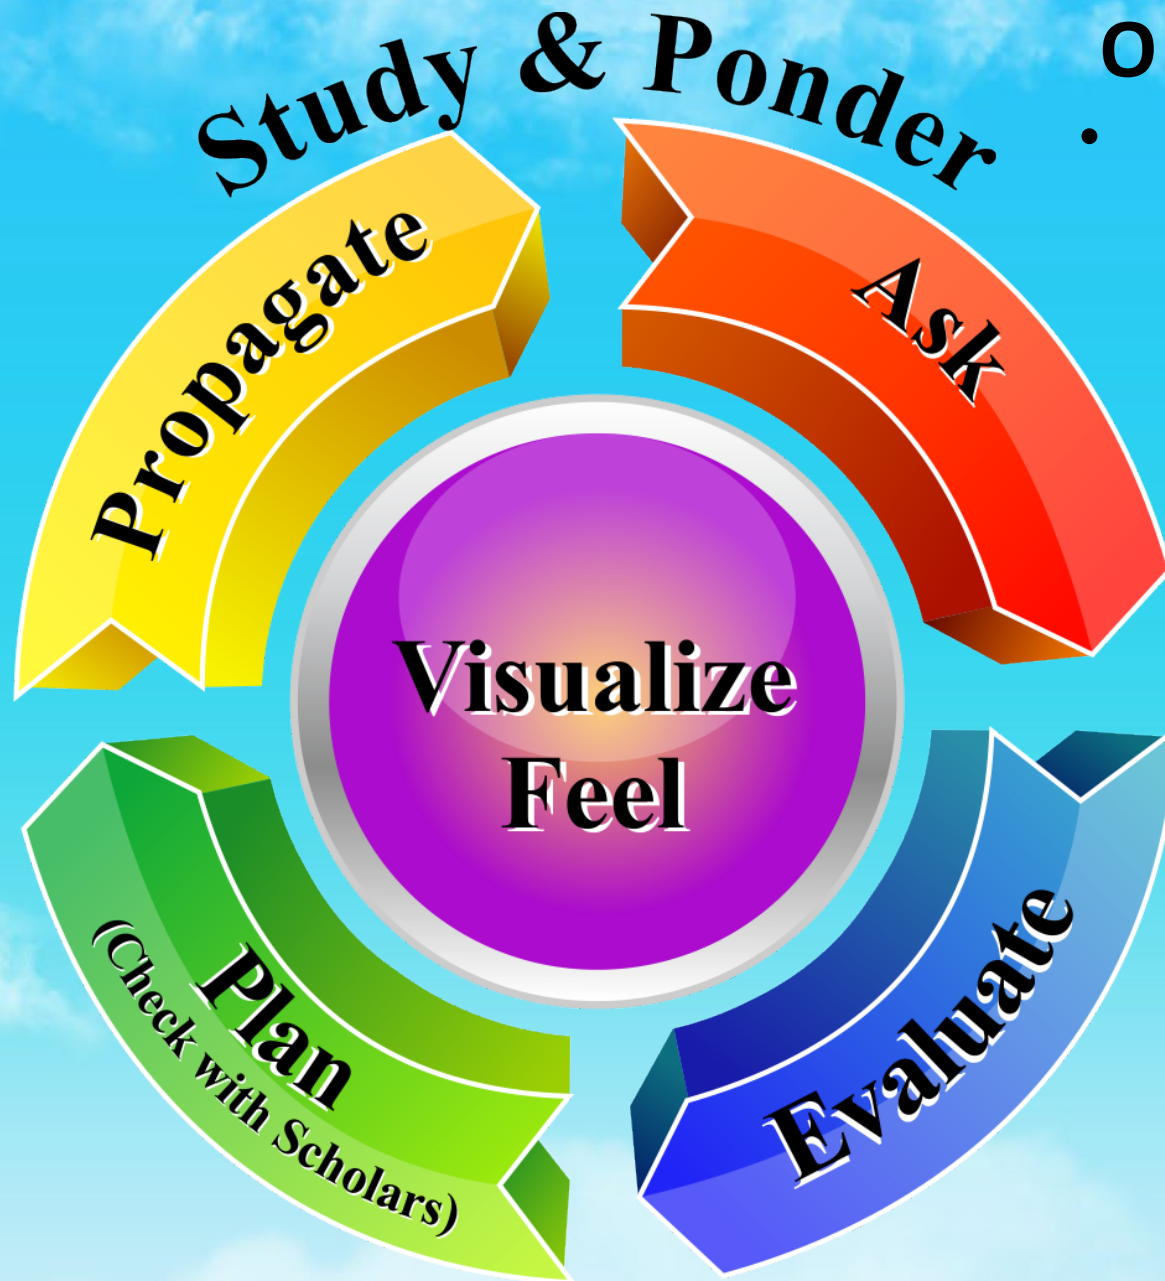 Study & Ponder
O
Ask
Evaluate
Plan
(Check with Scholars)
Propagate
Visualize
Feel